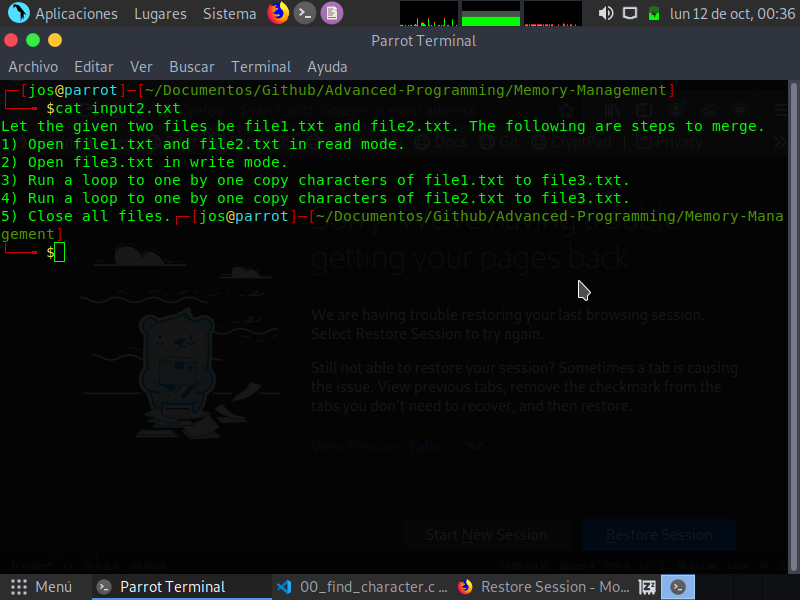 Aplicaciones Lugares Sistema lun 12 de oct, 00:36
Parrot Terminal
Archivo Editar Ver Buscar Terminal Ayuda
┌─[jos@parrot]─[~/Documentos/Github/Advanced-Programming/Memory-Management]
└──╼ $cat input2.txt
Let the given two files be file1.txt and file2.txt. The following are steps to merge.
1) Open file1.txt and file2.txt in read mode.
2) Open file3.txt in write mode.
3) Run a loop to one by one copy characters of file1.txt to file3.txt.
4) Run a loop to one by one copy characters of file2.txt to file3.txt.
5) Close all files.┌─[jos@parrot]─[~/Documentos/Github/Advanced-Programming/Memory-Mana
gement]
└──╼ $
getting your pages back.
We are having trouble restoring your last browsing session.
Select Restore Session to try again.
Still not able to restore your session? Sometimes a tab is causing
the issue. View previous tabs, remove the checkmark from the
tabs you don't need to recover, and then restore.
View Previous Tabs
Start New Session Restore Session
Menú Parrot Terminal 00_find_character.c ... Restore Session - Mo...